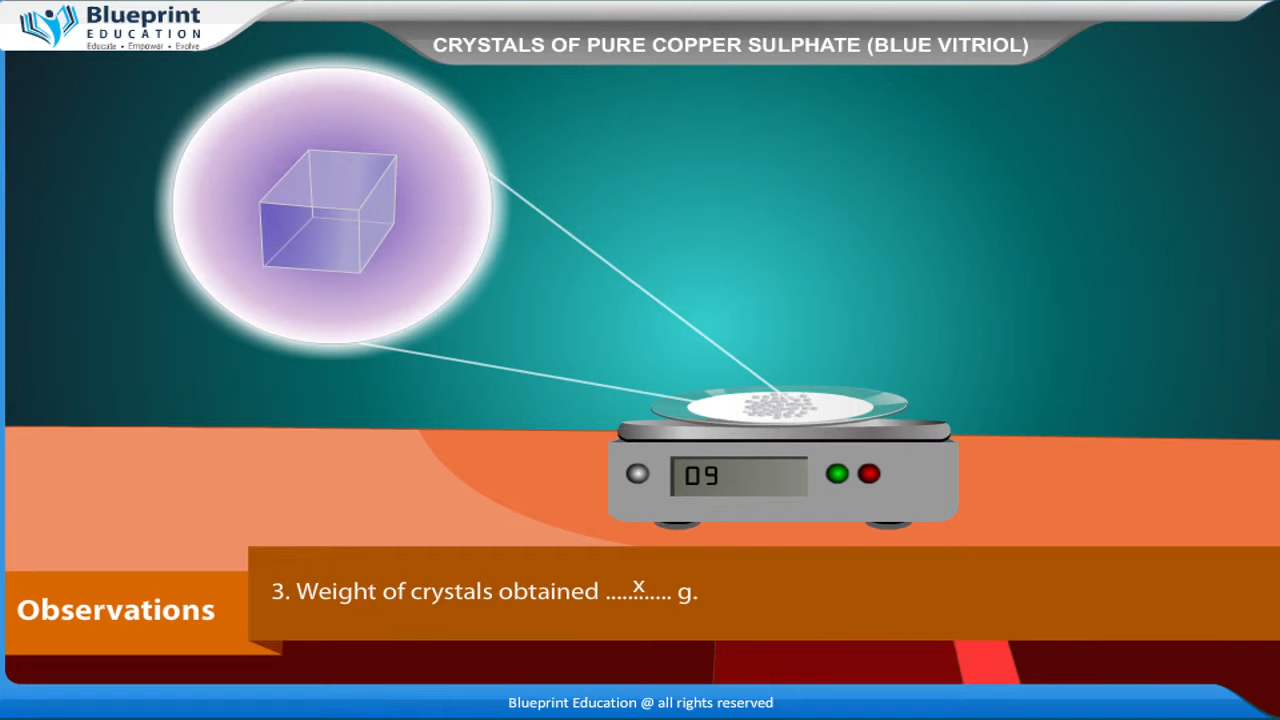 Blueprint
EDUCATION
Educate • Empower • Evolve
CRYSTALS OF PURE COPPER SULPHATE (BLUE VITRIOL)
09
3. Weight of crystals obtained ......x...... g.
Observations
Blueprint Education @ all rights reserved